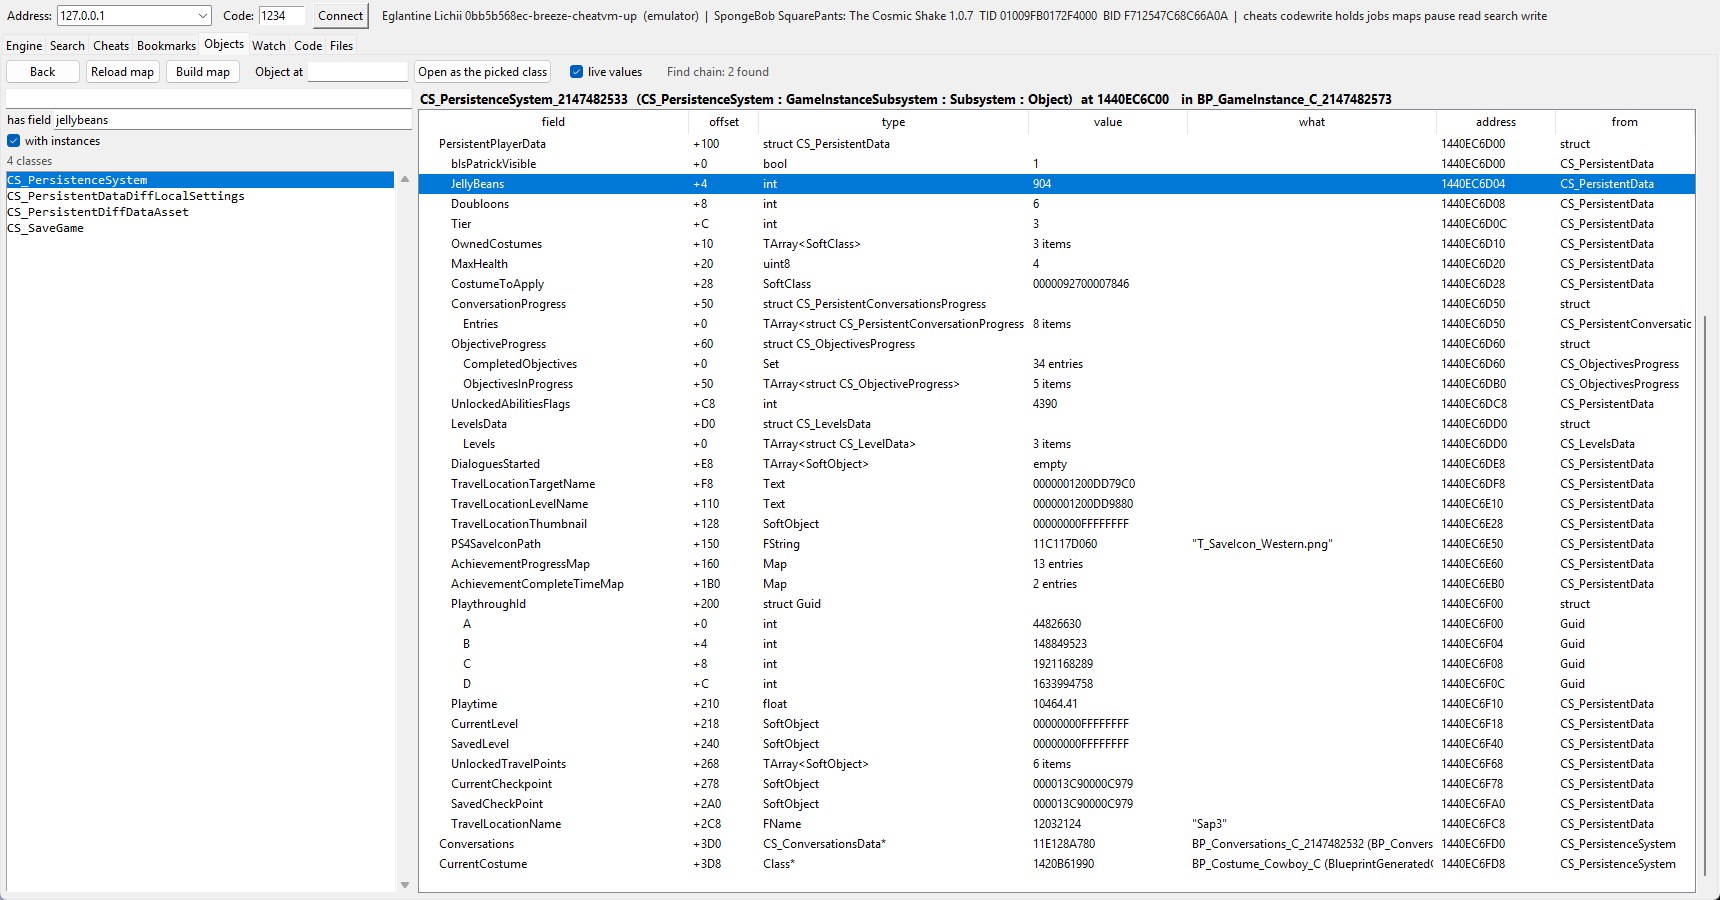 Address: 127.0.0.1 Code: 1234 Connect Eglantine Lichii 0bb5b568ec-breeze-cheatvm-up (emulator) | SpongeBob SquarePants: The Cosmic Shake 1.0.7 TID 01009FB0172F4000 BID F712547C68C66A0A | cheats codewrite holds jobs maps pause read search write
Engine Search Cheats Bookmarks Objects Watch Code Files
Back Reload map Build map Object at Open as the picked class live values Find chain: 2 found
CS_PersistenceSystem_2147482533 (CS_PersistenceSystem : GameInstanceSubsystem : Subsystem : Object) at 1440EC6C00 in BP_GameInstance_C_2147482573
has field jellybeans
with instances
4 classes
CS_PersistenceSystem
CS_PersistentDataDiffLocalSettings
CS_PersistentDiffDataAsset
CS_SaveGame
field offset type value what address from
PersistentPlayerData +100 struct CS_PersistentData 1440EC6D00 struct
bIsPatrickVisible +0 bool 1 1440EC6D00 CS_PersistentData
JellyBeans +4 int 904 1440EC6D04 CS_PersistentData
Doubloons +8 int 6 1440EC6D08 CS_PersistentData
Tier +C int 3 1440EC6D0C CS_PersistentData
OwnedCostumes +10 TArray<SoftClass> 3 items 1440EC6D10 CS_PersistentData
MaxHealth +20 uint8 4 1440EC6D20 CS_PersistentData
CostumeToApply +28 SoftClass 0000092700007846 1440EC6D28 CS_PersistentData
ConversationProgress +50 struct CS_PersistentConversationsProgress 1440EC6D50 struct
Entries +0 TArray<struct CS_PersistentConversationProgress 8 items 1440EC6D50 CS_PersistentConversatic
ObjectiveProgress +60 struct CS_ObjectivesProgress 1440EC6D60 struct
CompletedObjectives +0 Set 34 entries 1440EC6D60 CS_ObjectivesProgress
ObjectivesInProgress +50 TArray<struct CS_ObjectiveProgress> 5 items 1440EC6DB0 CS_ObjectivesProgress
UnlockedAbilitiesFlags +C8 int 4390 1440EC6DC8 CS_PersistentData
LevelsData +D0 struct CS_LevelsData 1440EC6DD0 struct
Levels +0 TArray<struct CS_LevelData> 3 items 1440EC6DD0 CS_LevelsData
DialoguesStarted +E8 TArray<SoftObject> empty 1440EC6DE8 CS_PersistentData
TravelLocationTargetName +F8 Text 0000001200DD79C0 1440EC6DF8 CS_PersistentData
TravelLocationLevelName +110 Text 0000001200DD9880 1440EC6E10 CS_PersistentData
TravelLocationThumbnail +128 SoftObject 00000000FFFFFFFF 1440EC6E28 CS_PersistentData
PS4SaveIconPath +150 FString 11C117D060 "T_SaveIcon_Western.png" 1440EC6E50 CS_PersistentData
AchievementProgressMap +160 Map 13 entries 1440EC6E60 CS_PersistentData
AchievementCompleteTimeMap +1B0 Map 2 entries 1440EC6EB0 CS_PersistentData
PlaythroughId +200 struct Guid 1440EC6F00 struct
A +0 int 44826630 1440EC6F00 Guid
B +4 int 148849523 1440EC6F04 Guid
C +8 int 1921168289 1440EC6F08 Guid
D +C int 1633994758 1440EC6F0C Guid
Playtime +210 float 10464.41 1440EC6F10 CS_PersistentData
CurrentLevel +218 SoftObject 00000000FFFFFFFF 1440EC6F18 CS_PersistentData
SavedLevel +240 SoftObject 00000000FFFFFFFF 1440EC6F40 CS_PersistentData
UnlockedTravelPoints +268 TArray<SoftObject> 6 items 1440EC6F68 CS_PersistentData
CurrentCheckpoint +278 SoftObject 000013C90000C979 1440EC6F78 CS_PersistentData
SavedCheckPoint +2A0 SoftObject 000013C90000C979 1440EC6FA0 CS_PersistentData
TravelLocationName +2C8 FName 12032124 "Sap3" 1440EC6FC8 CS_PersistentData
Conversations +3D0 CS_ConversationsData* 11E128A780 BP_Conversations_C_2147482532 (BP_Convers 1440EC6FD0 CS_PersistenceSystem
CurrentCostume +3D8 Class* 1420B61990 BP_Costume_Cowboy_C (BlueprintGenerated 1440EC6FD8 CS_PersistenceSystem